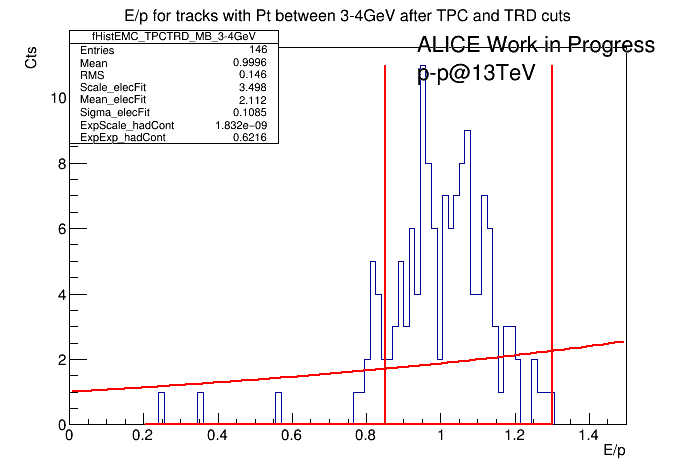 E/p for tracks with Pt between 3-4GeV after TPC and TRD cuts
fHistEMC_TPCTRD_MB_3-4GeV
Entries 146
Mean 0.9996
RMS 0.146
Scale_elecFit 3.498
Mean_elecFit 2.112
Sigma_elecFit 0.1085
ExpScale_hadCont 1.832e-09
ExpExp_hadCont 0.6216
ALICE Work in Progress
p-p@13TeV
Cts
10
8
6
4
2
0
0 0.2 0.4 0.6 0.8 1 1.2 1.4
E/p